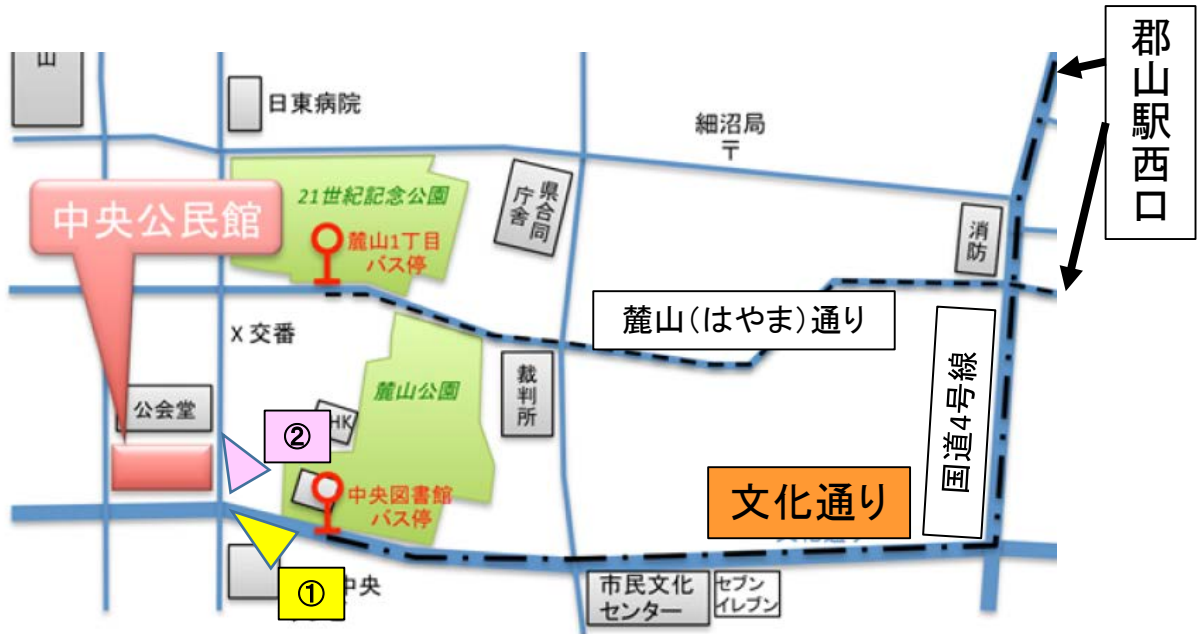 山
日東病院
細沼局
〒
郡山駅西口
21世紀記念公園
県合同
庁舎
中央公民館
麓山1丁目
バス停
消防
麓山(はやま)通り
X 交番
裁判所
国道4号線
麓山公園
公会堂
HK
②
中央図書館
バス停
文化通り
①
中央
市民文化
センター
セブン
イレブン